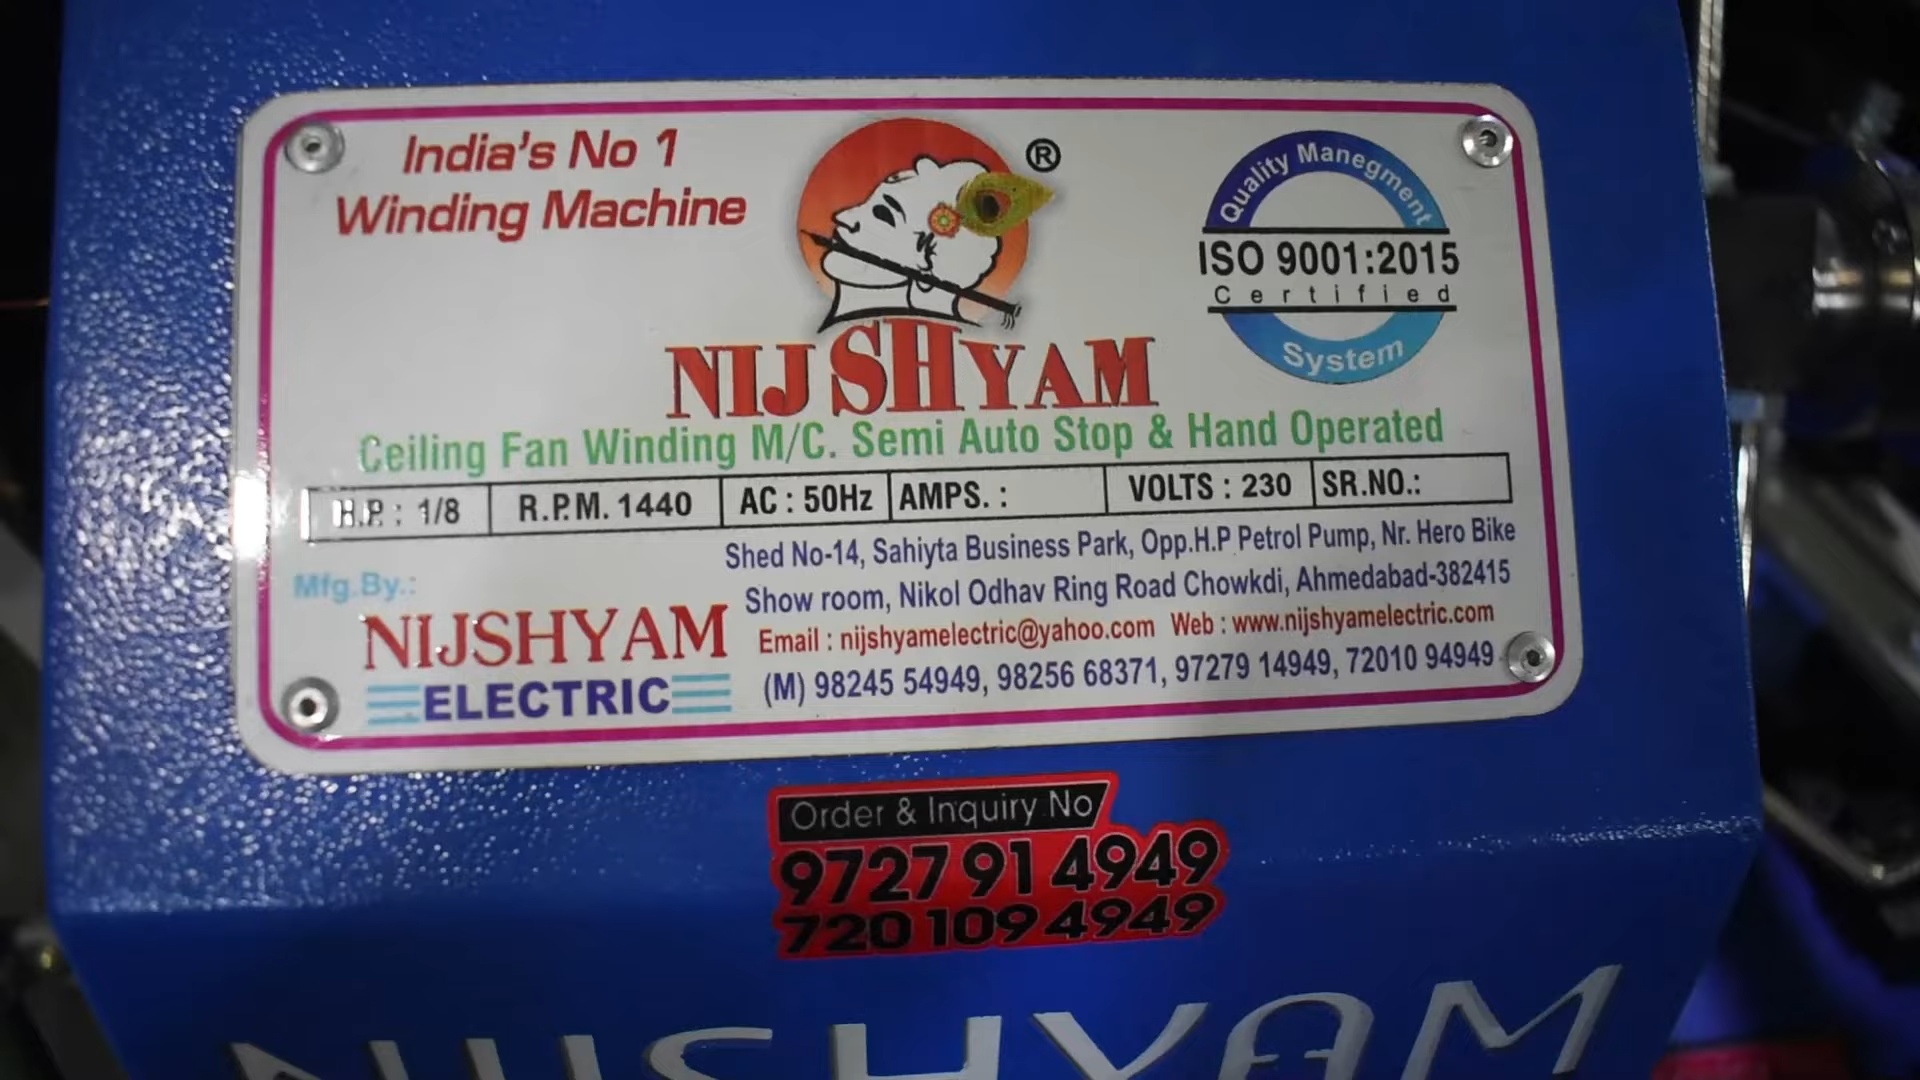 India's No 1
Winding Machine
®
Quality Manegment
ISO 9001:2015
Certified
System
NIJSHYAM
Ceiling Fan Winding M/C. Semi Auto Stop & Hand Operated
H.P. : 1/8 R.P.M. 1440 AC : 50Hz AMPS. : VOLTS : 230 SR.NO.:
Shed No-14, Sahiyta Business Park, Opp.H.P. Petrol Pump, Nr. Hero Bike
Show room, Nikol Odhav Ring Road Chowkdi, Ahmedabad-382415
Mfg.By.:
NIJSHYAM
ELECTRIC
Email : nijshyamelectric@yahoo.com Web : www.nijshyamelectric.com
(M) 98245 54949, 98256 68371, 97279 14949, 72010 94949
Order & Inquiry No
9727 91 4949
720 109 4949
NIJSHYAM